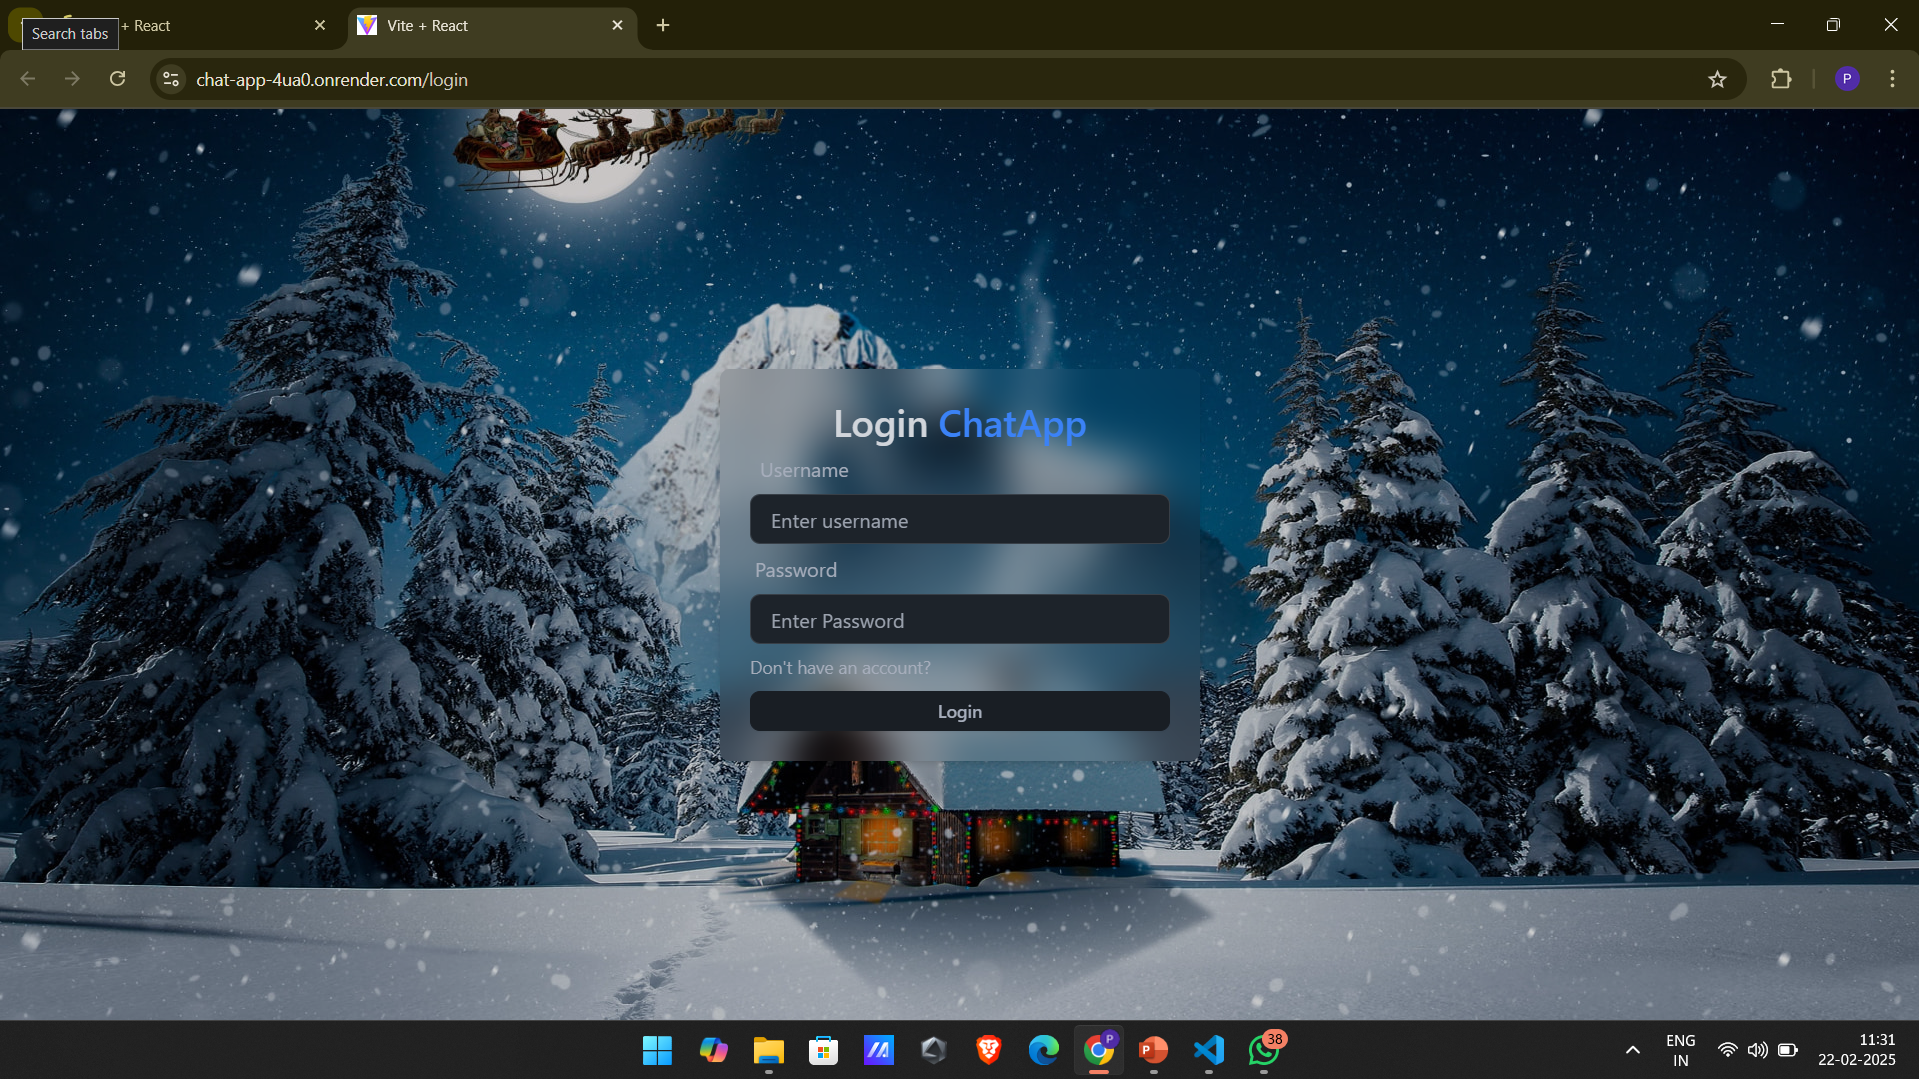 + React
Vite + React
Search tabs
chat-app-4ua0.onrender.com/login
P
Login ChatApp
Username
Enter username
Password
Enter Password
Don't have an account?
Login
P
P
38
ENG
IN
11:31
22-02-2025